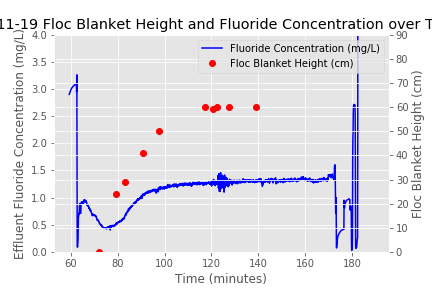 11-19 Floc Blanket Height and Fluoride Concentration over T
Effluent Fluoride Concentration (mg/L)
4.0
3.5
3.0
2.5
2.0
1.5
1.0
0.5
0.0
Fluoride Concentration (mg/L)
Floc Blanket Height (cm)
90
80
70
60
50
40
30
20
10
0
Floc Blanket Height (cm)
60 80 100 120 140 160 180
Time (minutes)